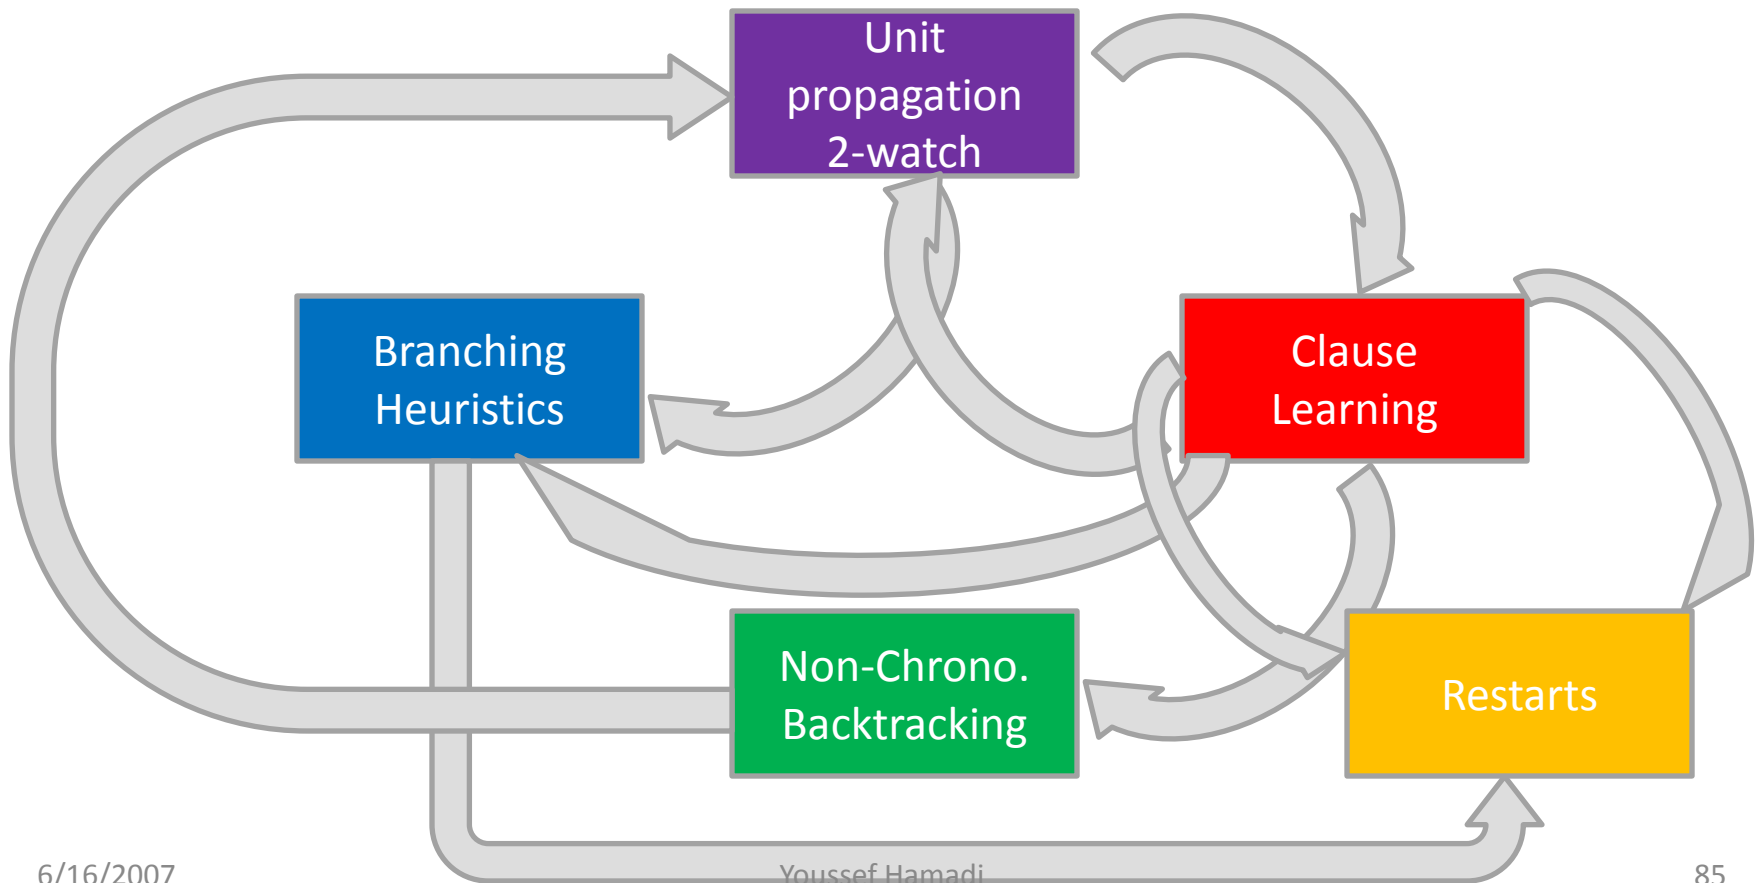 Unit
propagation
2-watch
Branching
Heuristics
Clause
Learning
Non-Chrono.
Backtracking
Restarts
6/16/2007
Youssef Hamadi
85